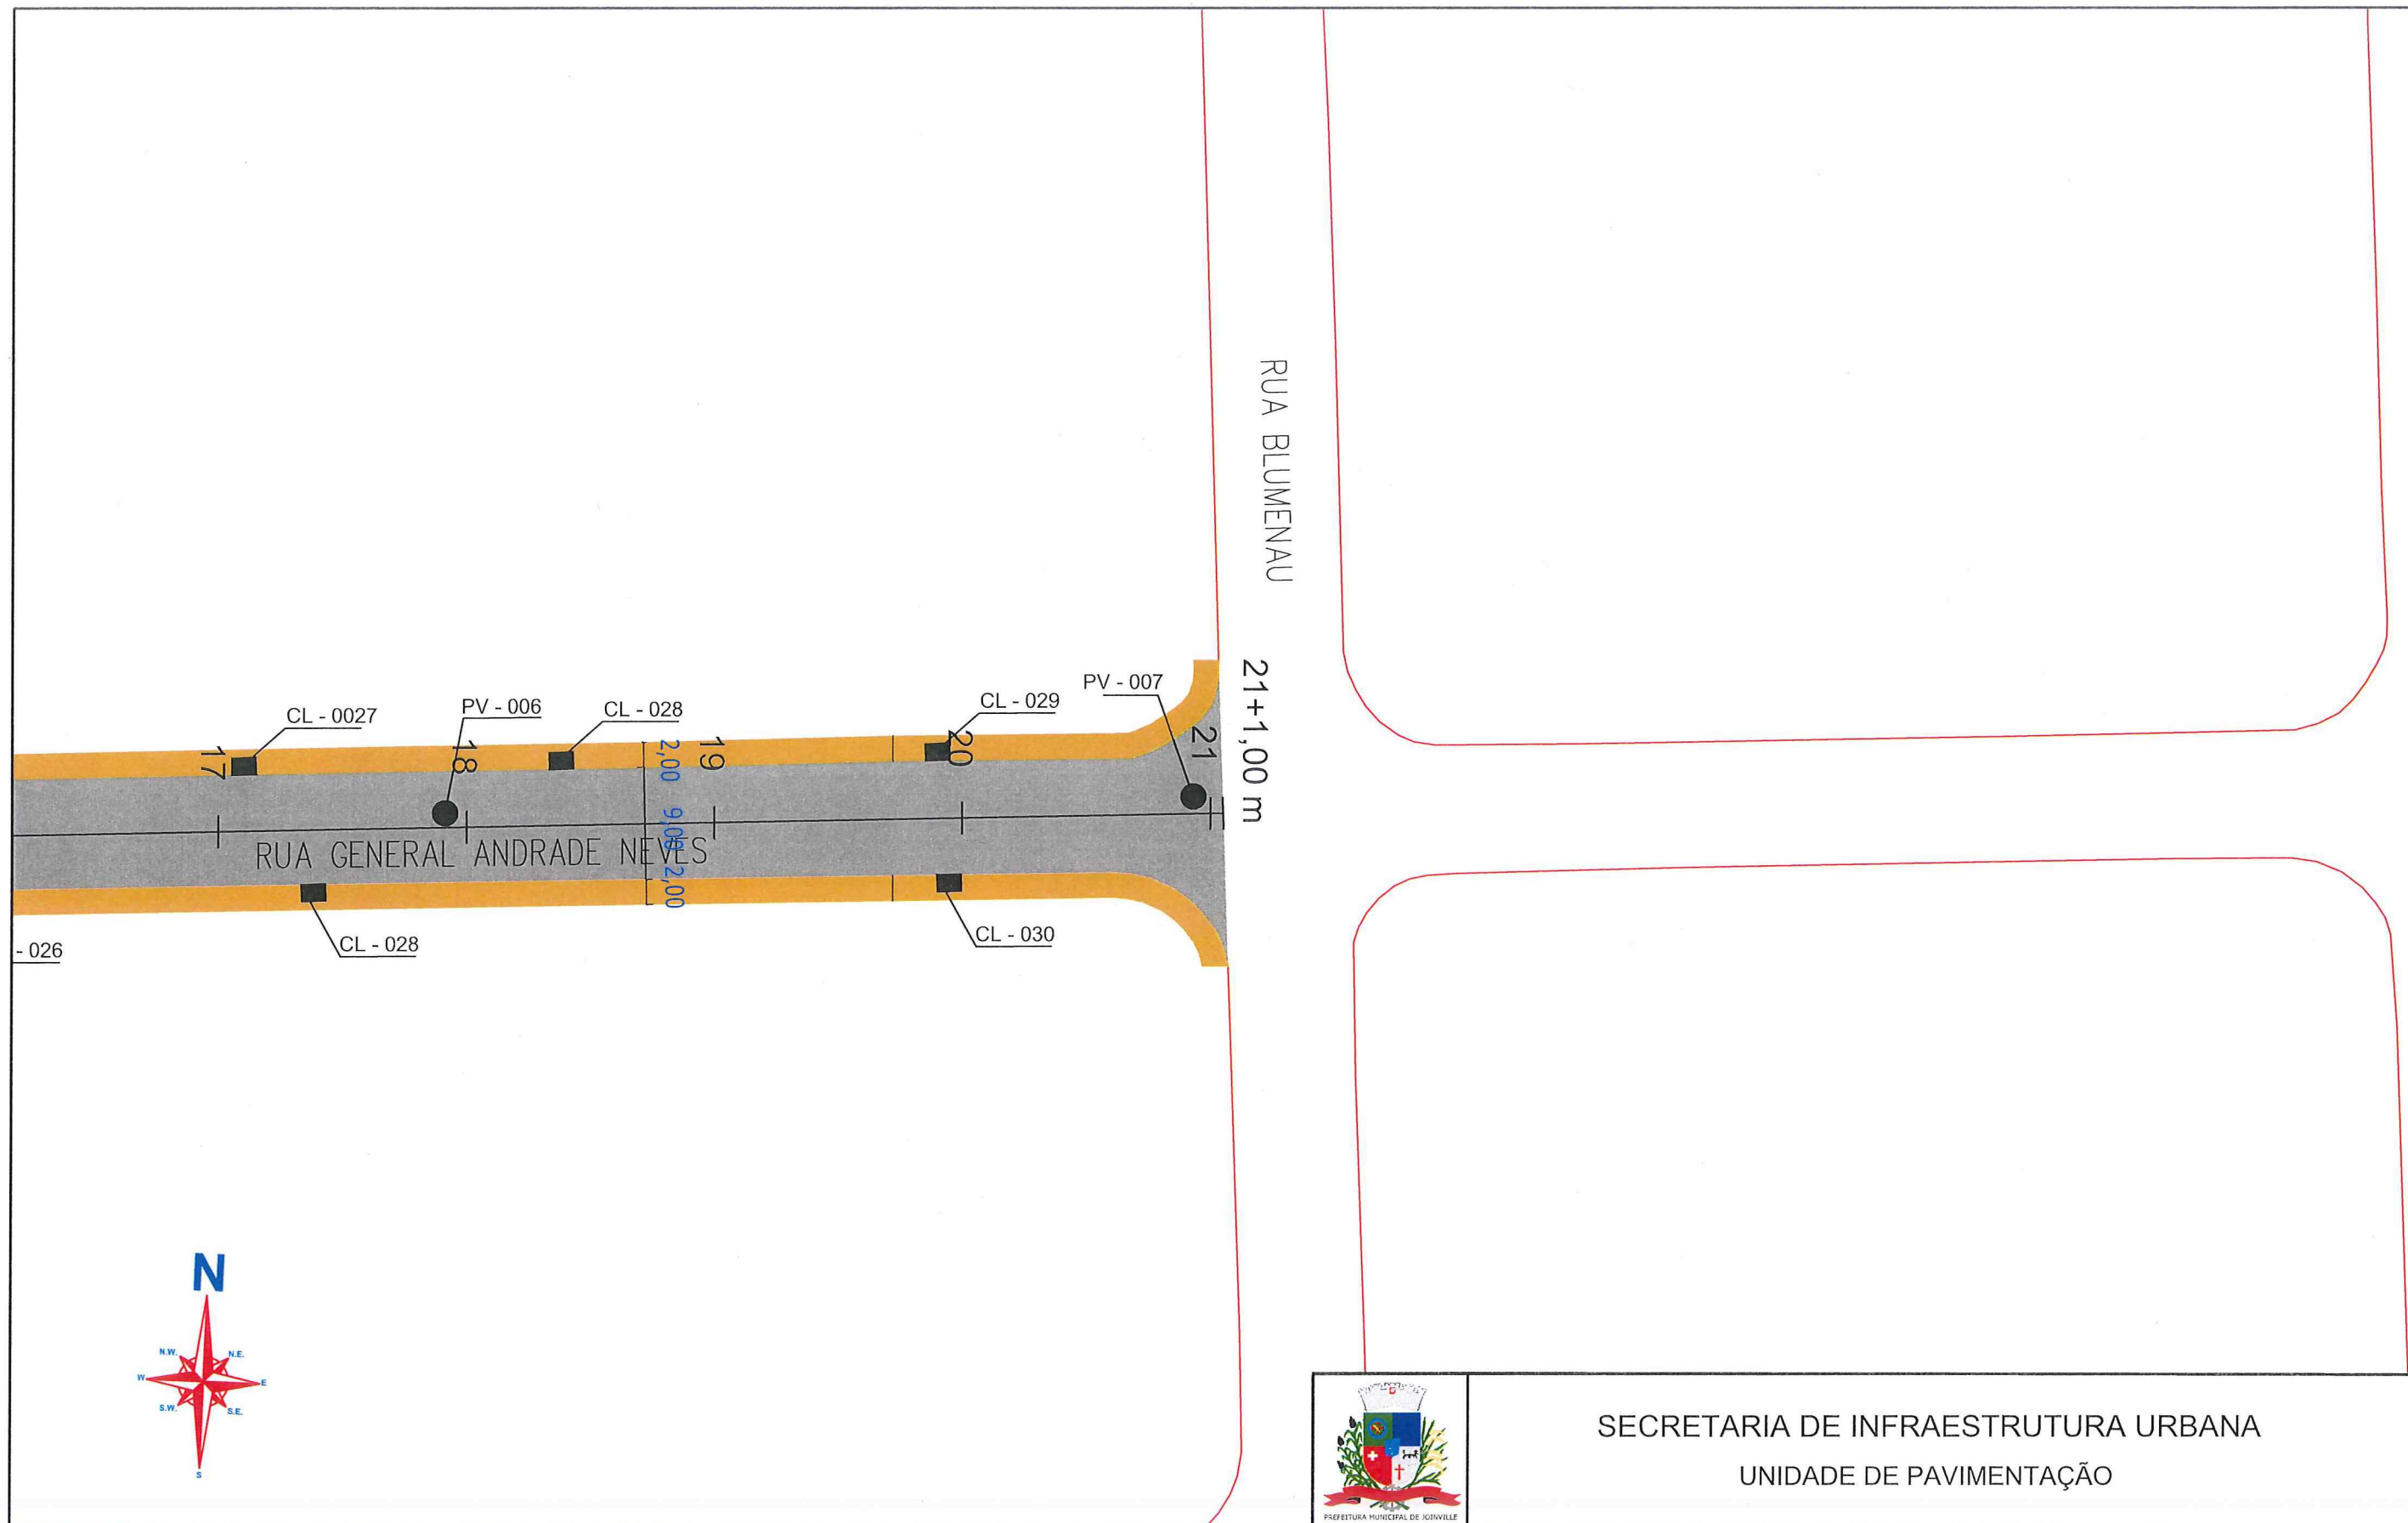 RUA BLUMENAU
21+1,00 m
PV - 007
CL - 029
CL - 028
PV - 006
CL - 0027
17
18
19
20
21
2,00
9,00
2,00
RUA GENERAL ANDRADE NEVES
CL - 028
CL - 030
- 026
N
N.W.
N.E.
W
E
S.W.
S.E.
S
SECRETARIA DE INFRAESTRUTURA URBANA
UNIDADE DE PAVIMENTAÇÃO
PREFEITURA MUNICIPAL DE JOINVILLE